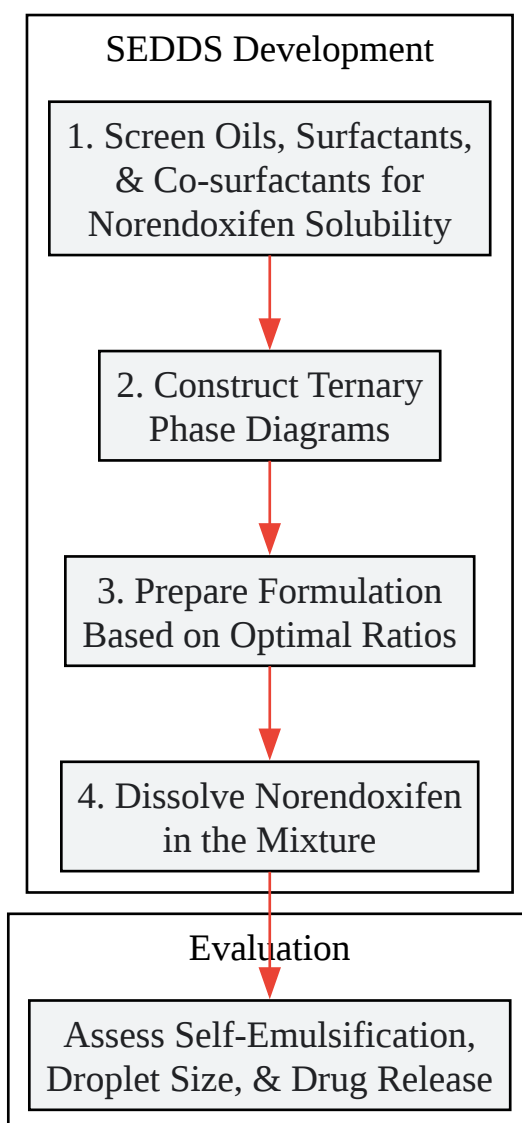 SEDDS Development
1. Screen Oils, Surfactants,
& Co-surfactants for
Norendoxifen Solubility
2. Construct Ternary
Phase Diagrams
3. Prepare Formulation
Based on Optimal Ratios
4. Dissolve Norendoxifen
in the Mixture
Evaluation
Assess Self-Emulsification,
Droplet Size, & Drug Release